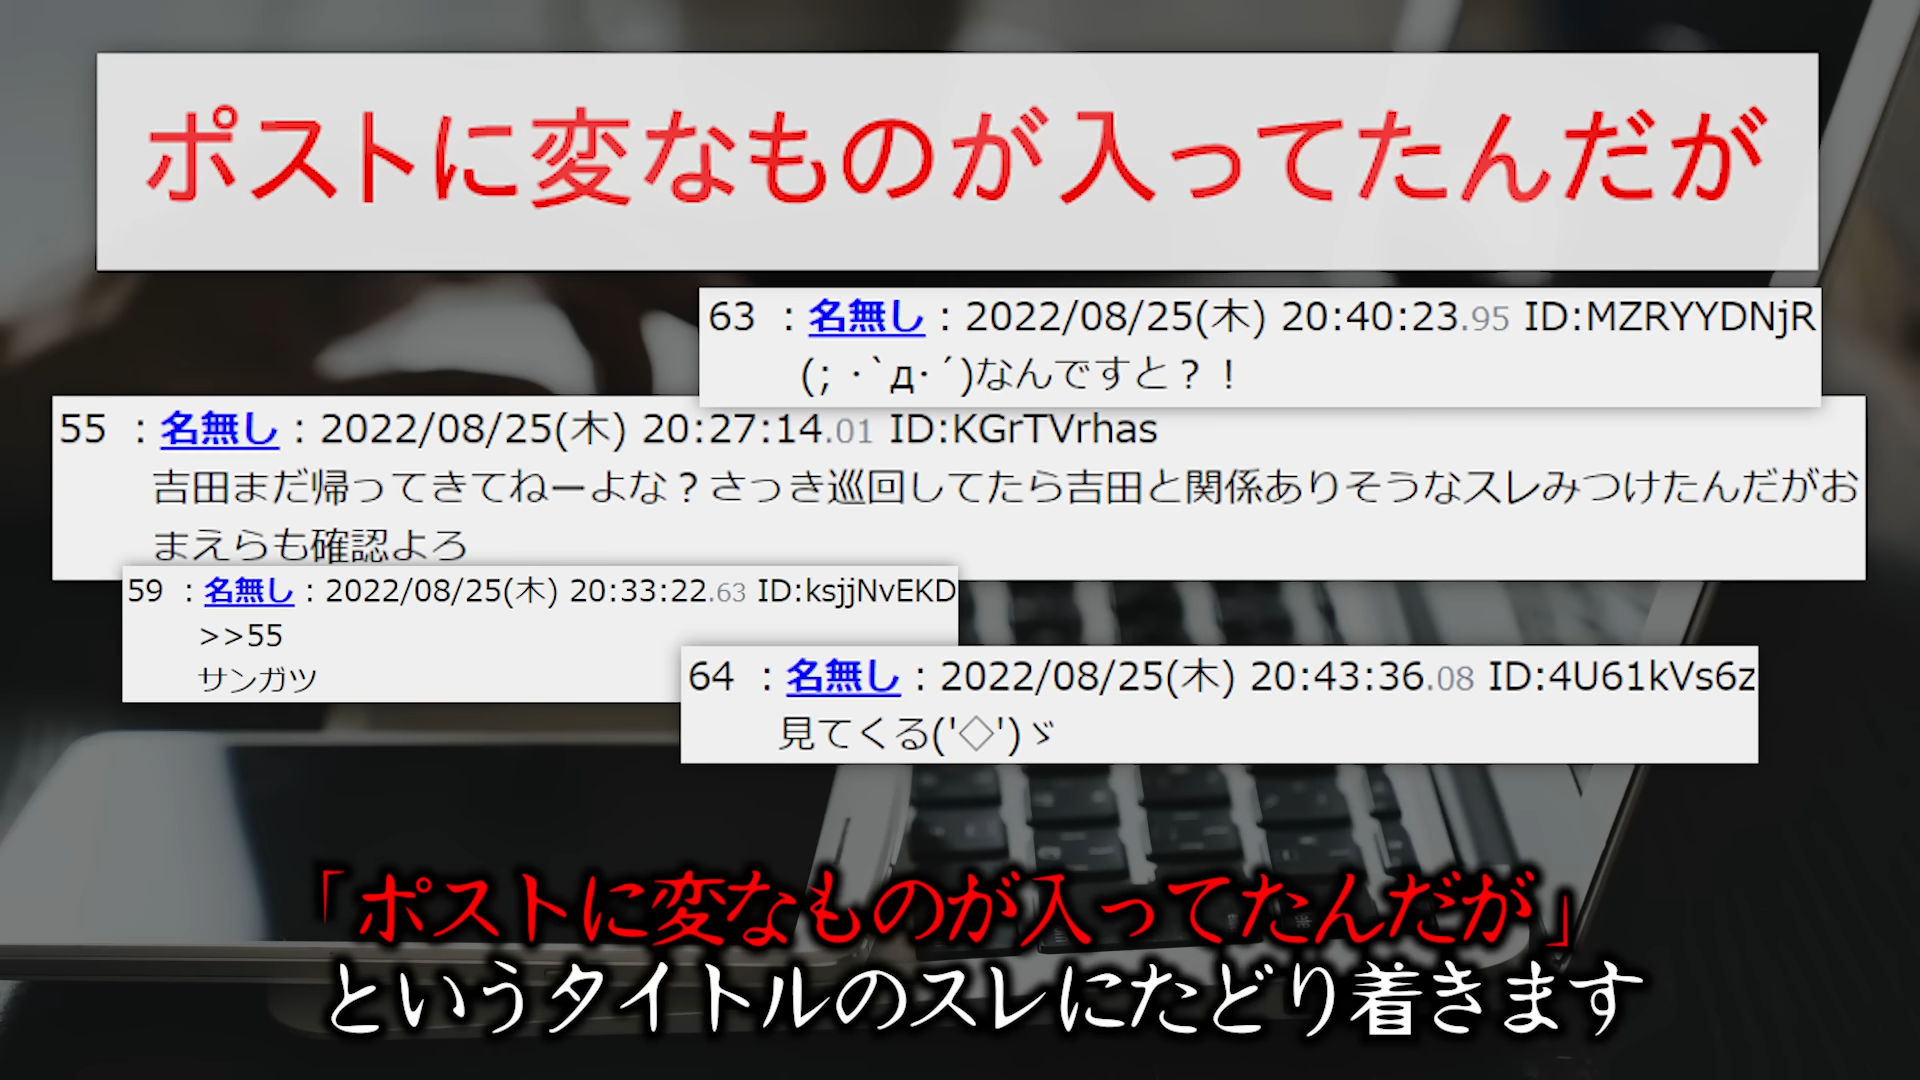 ポストに変なものが入ってたんだが
63 ：名無し：2022/08/25(木) 20:40:23.95 ID:MZRYYDNjR
(; ･`д･´)なんですと？！
55 ：名無し：2022/08/25(木) 20:27:14.01 ID:KGrTVrhas
吉田まだ帰ってきてねーよな？さっき巡回してたら吉田と関係ありそうなスレみつけたんだがお
まえらも確認よろ
59 ：名無し：2022/08/25(木) 20:33:22.63 ID:ksjjNvEKD
>>55
サンガツ
64 ：名無し：2022/08/25(木) 20:43:36.08 ID:4U61kVs6z
見てくる('◇')ゞ
「ポストに変なものが入ってたんだが」
というタイトルのスレにたどり着きます